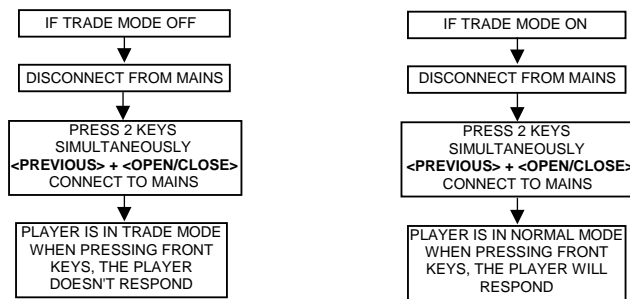 IF TRADE MODE OFF
DISCONNECT FROM MAINS
PRESS 2 KEYS
SIMULTANEOUSLY
<PREVIOUS> + <OPEN/CLOSE>
CONNECT TO MAINS
PLAYER IS IN TRADE MODE
WHEN PRESSING FRONT
KEYS, THE PLAYER
DOESN'T RESPOND
IF TRADE MODE ON
DISCONNECT FROM MAINS
PRESS 2 KEYS
SIMULTANEOUSLY
<PREVIOUS> + <OPEN/CLOSE>
CONNECT TO MAINS
PLAYER IS IN NORMAL MODE
WHEN PRESSING FRONT
KEYS, THE PLAYER WILL
RESPOND